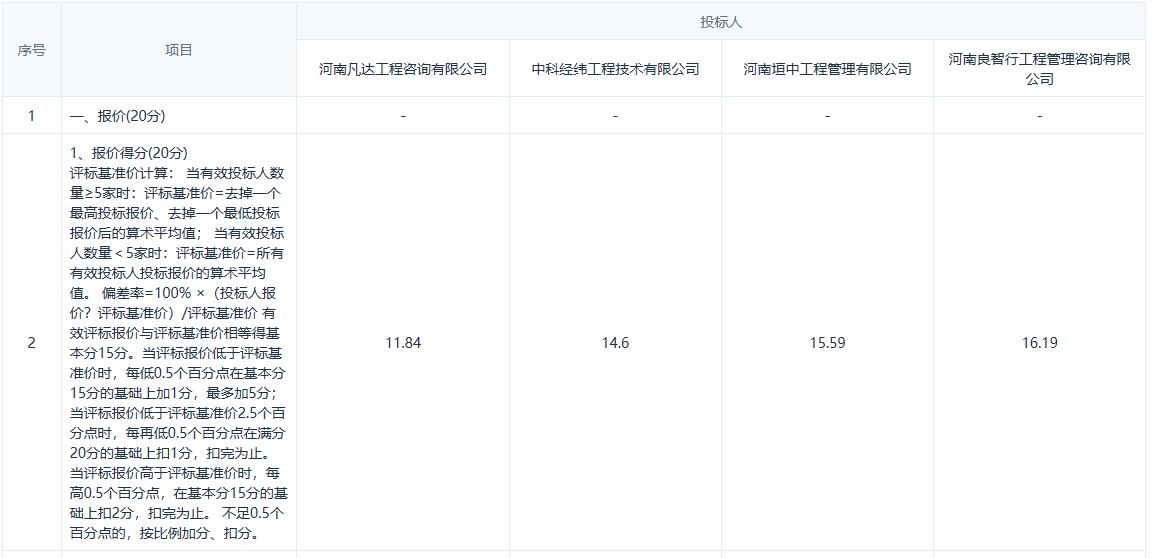 序号
项目
投标人
河南凡达工程咨询有限公司
中科经纬工程技术有限公司
河南垣中工程管理有限公司
河南良智行工程管理咨询有限
公司
1
一、报价(20分)
-
-
-
-
2
1、报价得分(20分)
评标基准价计算： 当有效投标人数
量≥5家时：评标基准价=去掉一个
最高投标报价、去掉一个最低投标
报价后的算术平均值； 当有效投标
人数量＜5家时：评标基准价=所有
有效投标人投标报价的算术平均
值。 偏差率=100% ×（投标人报
价？评标基准价）/评标基准价 有
效评标报价与评标基准价相等得基
本分15分。当评标报价低于评标基
准价时，每低0.5个百分点在基本分
15分的基础上加1分，最多加5分；
当评标报价低于评标基准价2.5个百
分点时，每再低0.5个百分点在满分
20分的基础上扣1分，扣完为止。
当评标报价高于评标基准价时，每
高0.5个百分点，在基本分15分的基
础上扣2分，扣完为止。 不足0.5个
百分点的，按比例加分、扣分。
11.84
14.6
15.59
16.19